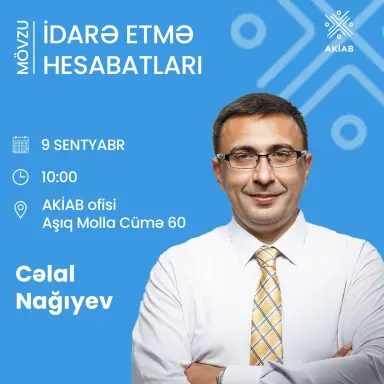 MÖVZU
İDARƏ ETMƏ
HESABATLARI
AKİAB
9 SENTYABR
10:00
AKİAB ofisi
Aşıq Molla Cümə 60
Cəlal
Nağıyev